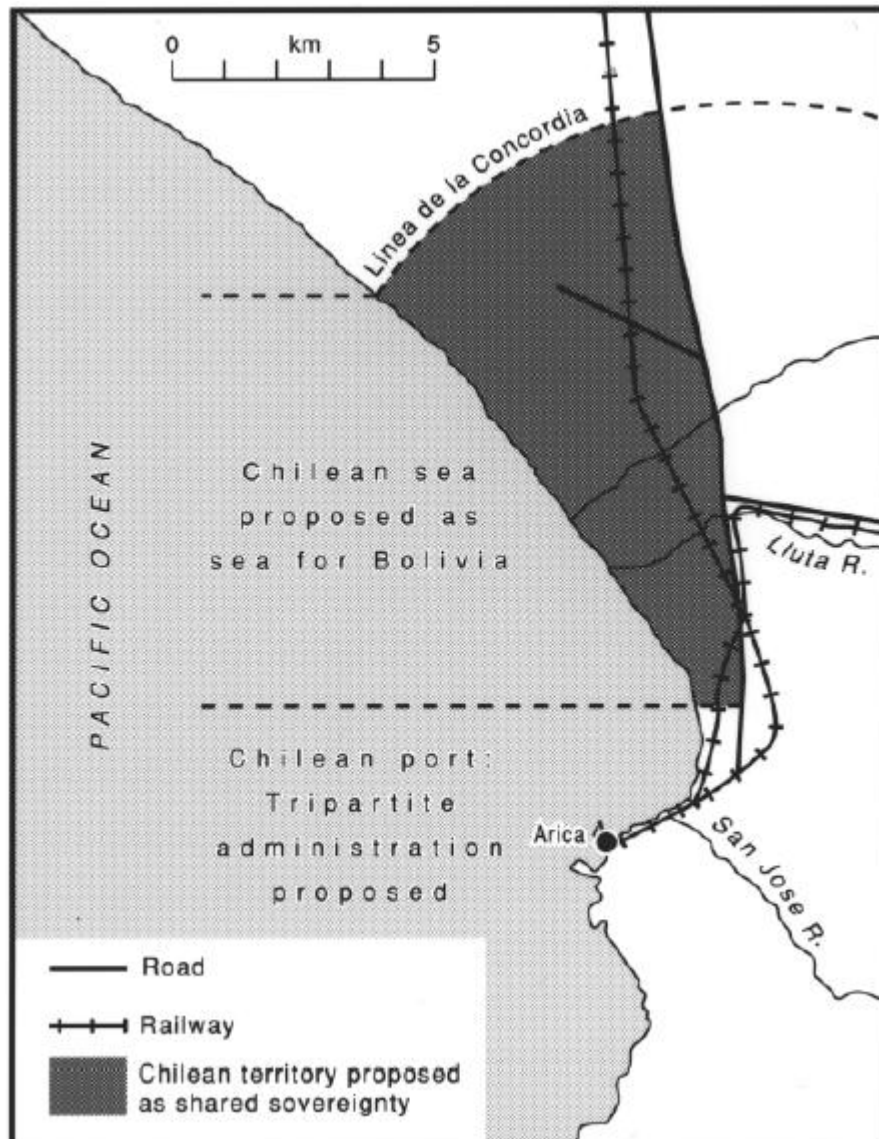 0 km 5
Linea de la Concordia
PACIFIC OCEAN
Chilean sea
proposed as
sea for Bolivia
Lluta R.
Chilean port:
Tripartite
administration
proposed
Arica
San Jose R.
Road
Railway
Chilean territory proposed
as shared sovereignty